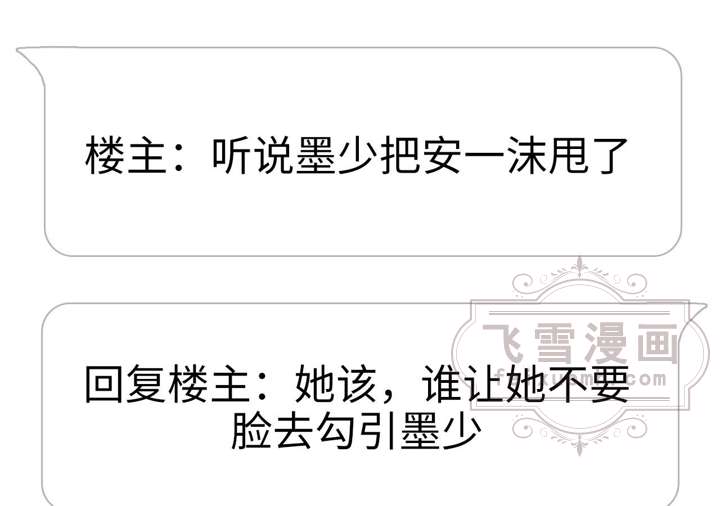 楼主：听说墨少把安一沫甩了
飞雪漫画
回复楼主：她该，谁让她不要
脸去勾引墨少